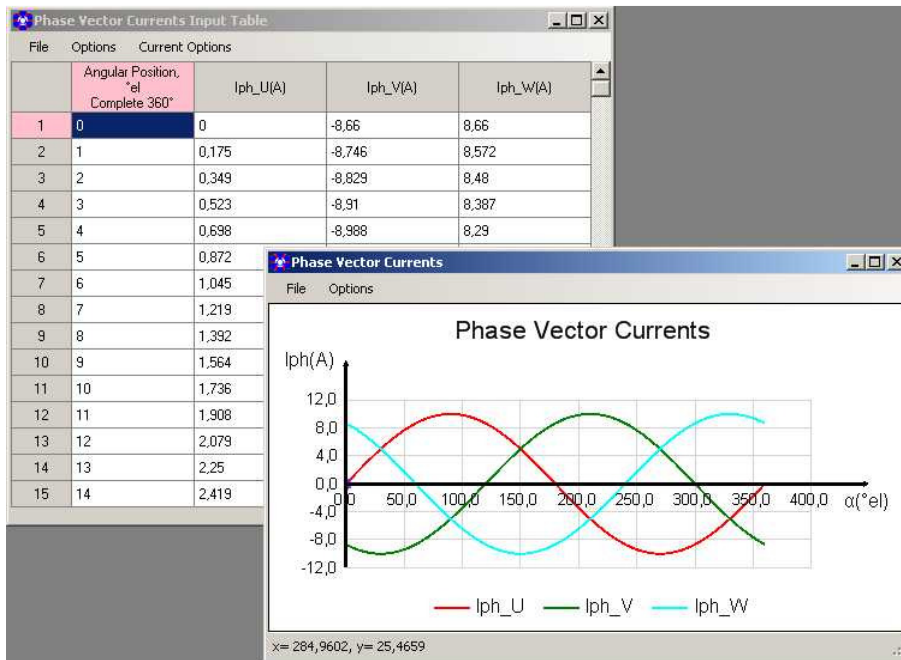 Phase Vector Currents Input Table
File Options Current Options
Angular Position, °el Complete 360° Iph_U(A) Iph_V(A) Iph_W(A)
1 0 0 -8,66 8,66
2 1 0,175 -8,746 8,572
3 2 0,349 -8,829 8,48
4 3 0,523 -8,91 8,387
5 4 0,698 -8,988 8,29
6 5 0,872
7 6 1,045
8 7 1,219
9 8 1,392
10 9 1,564
11 10 1,736
12 11 1,908
13 12 2,079
14 13 2,25
15 14 2,419
Phase Vector Currents
File Options
Phase Vector Currents
Iph(A)
12,0
8,0
4,0
0,0
-4,0
-8,0
-12,0
0,0 50,0 100,0 150,0 200,0 250,0 300,0 350,0 400,0 α(°el)
Iph_U Iph_V Iph_W
x= 284,9602, y= 25,4659